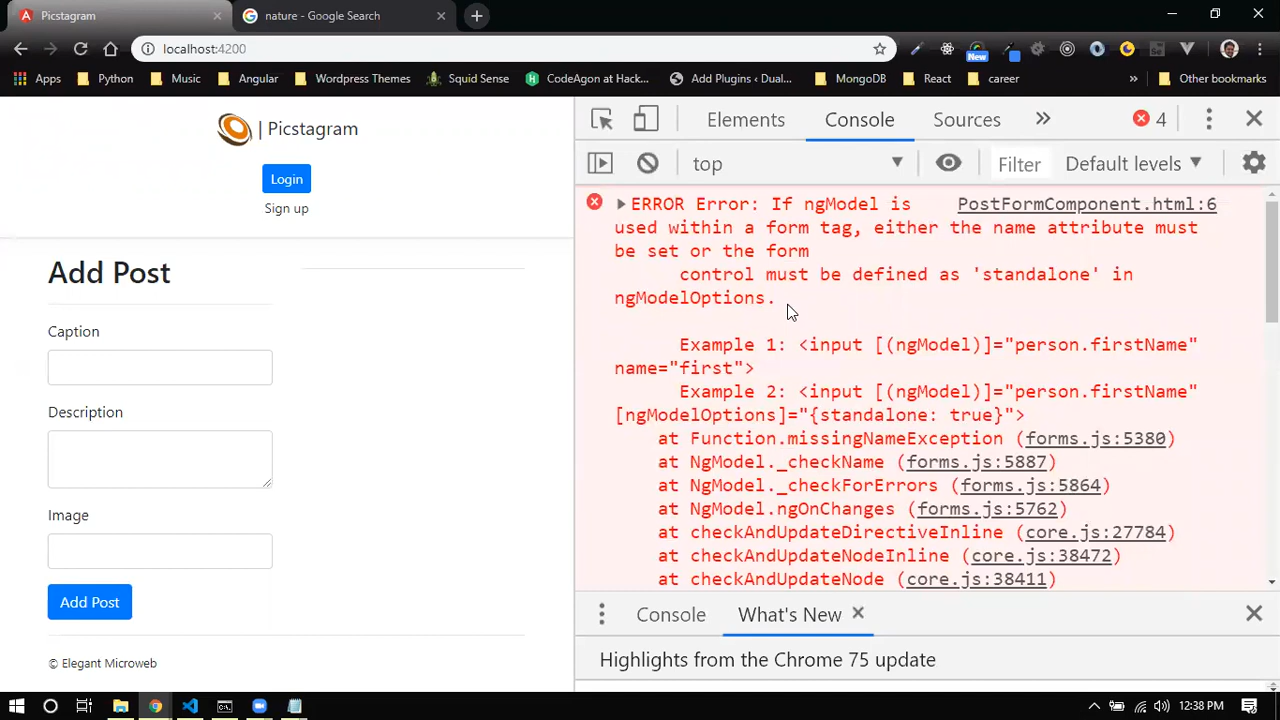 Picstagram
nature - Google Search
localhost:4200
New
Apps
Python
Music
Angular
Wordpress Themes
Squid Sense
CodeAgon at Hack...
Add Plugins ‹ Dual...
MongoDB
React
career
»
Other bookmarks
| Picstagram
Login
Sign up
Add Post
Caption
Description
Image
Add Post
© Elegant Microweb
Elements
Console
Sources
4
top
Filter
Default levels
ERROR Error: If ngModel is PostFormComponent.html:6
used within a form tag, either the name attribute must
be set or the form
control must be defined as 'standalone' in
ngModelOptions.
Example 1: <input [(ngModel)]="person.firstName"
name="first">
Example 2: <input [(ngModel)]="person.firstName"
[ngModelOptions]="{standalone: true}">
at Function.missingNameException (forms.js:5380)
at NgModel._checkName (forms.js:5887)
at NgModel._checkForErrors (forms.js:5864)
at NgModel.ngOnChanges (forms.js:5762)
at checkAndUpdateDirectiveInline (core.js:27784)
at checkAndUpdateNodeInline (core.js:38472)
at checkAndUpdateNode (core.js:38411)
Console
What's New
Highlights from the Chrome 75 update
12:38 PM